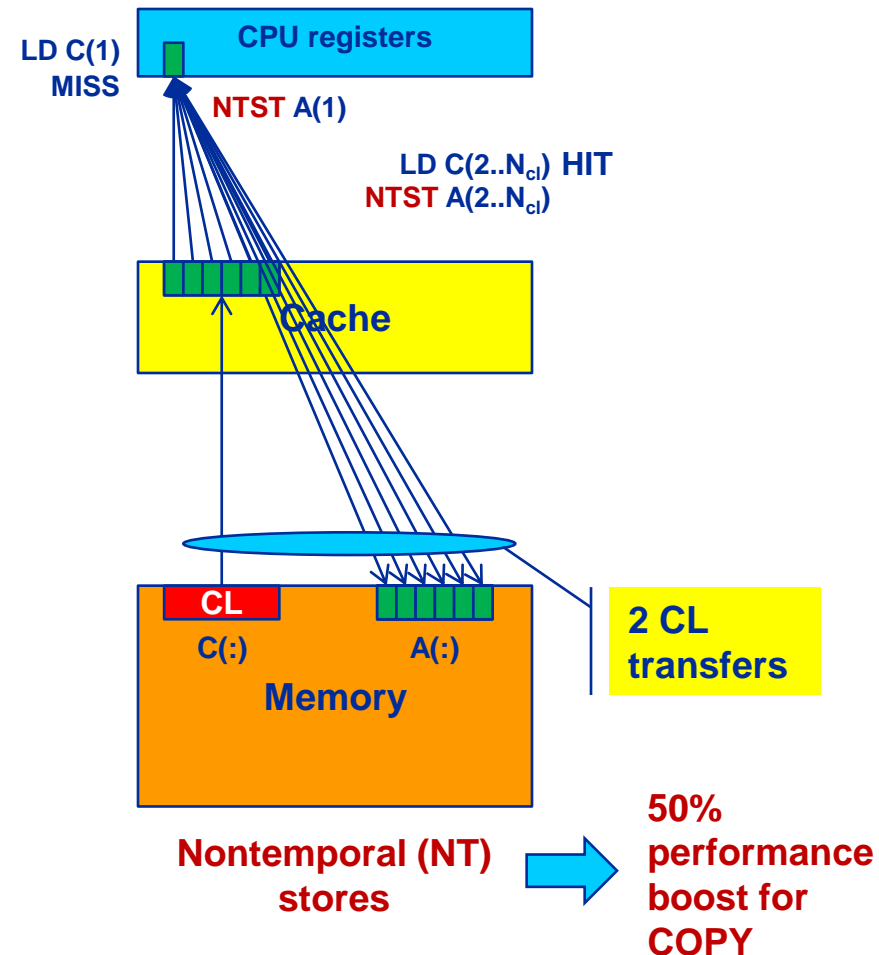 CPU registers
LD C(1)
MISS
NTST A(1)
LD C(2..Ncl) HIT
NTST A(2..Ncl)
Cache
CL
C(:)
A(:)
Memory
2 CL
transfers
Nontemporal (NT)
stores
50%
performance
boost for
COPY